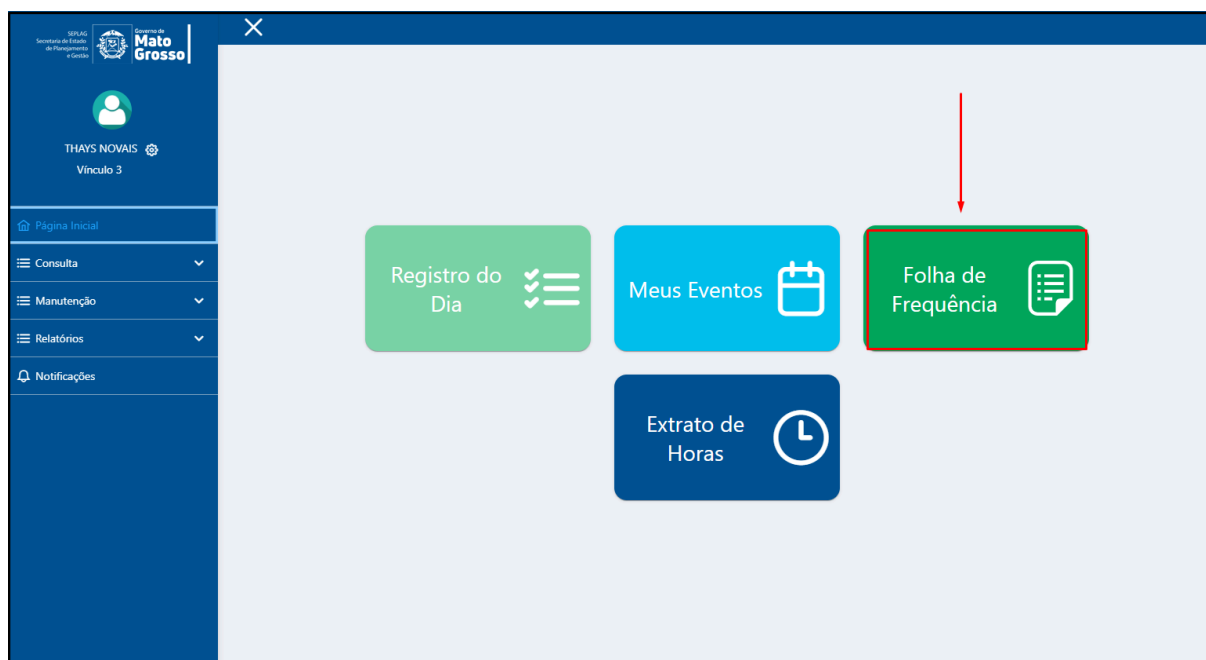 SEPLAG
Secretaria de Estado
de Planejamento
e Gestão
Governo de
Mato
Grosso
THAYS NOVAIS
Vínculo 3
Página Inicial
Consulta
Manutenção
Relatórios
Notificações
Registro do
Dia
Meus Eventos
Folha de
Frequência
Extrato de
Horas